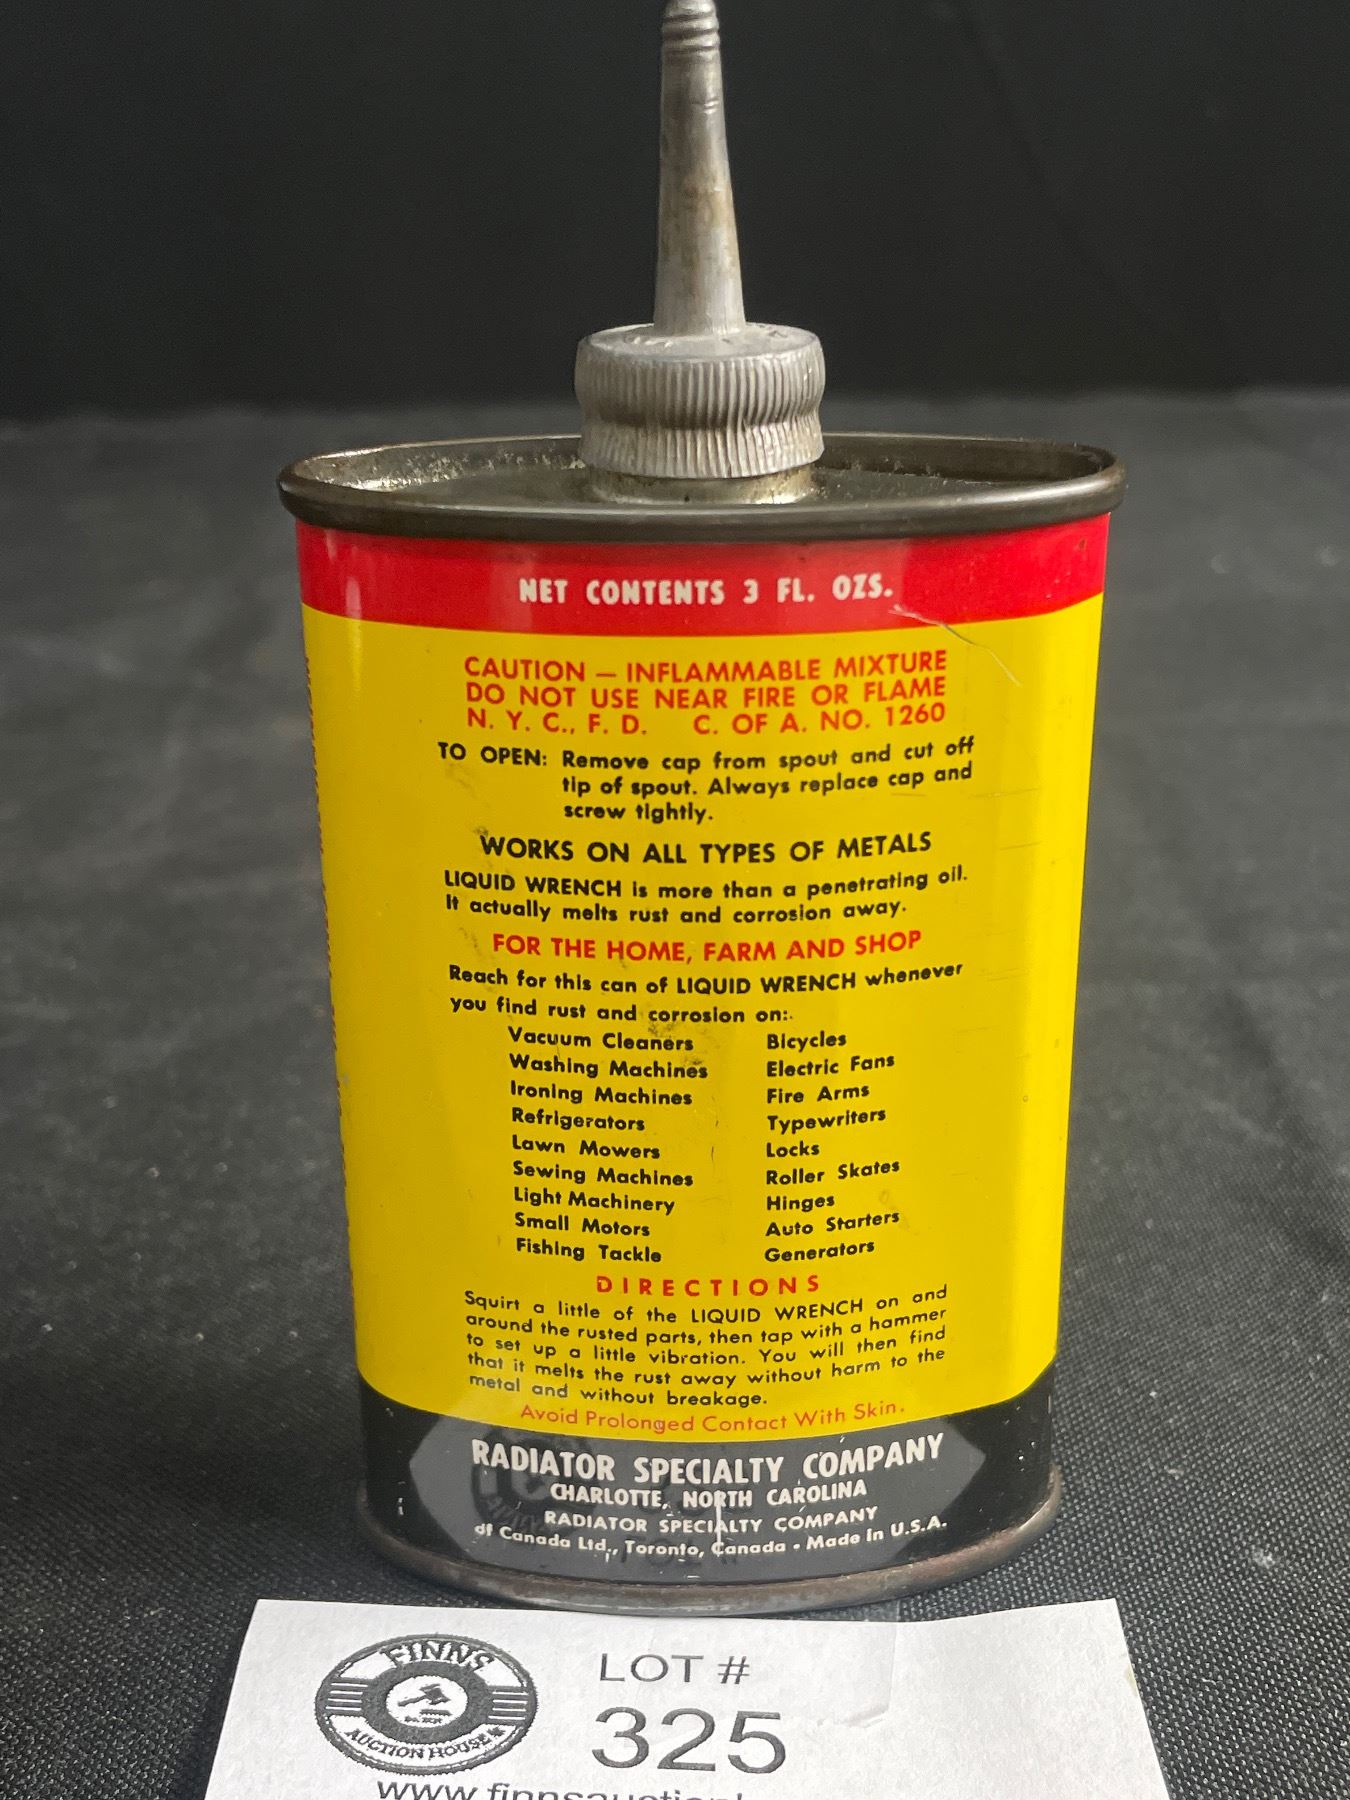 NET CONTENTS 3 FL. OZS.
CAUTION — INFLAMMABLE MIXTURE
DO NOT USE NEAR FIRE OR FLAME
N. Y. C., F. D. C. OF A. NO. 1260
TO OPEN: Remove cap from spout and cut off
tip of spout. Always replace cap and
screw tightly.
WORKS ON ALL TYPES OF METALS
LIQUID WRENCH is more than a penetrating oil.
It actually melts rust and corrosion away.
FOR THE HOME, FARM AND SHOP
Reach for this can of LIQUID WRENCH whenever
you find rust and corrosion on:
Vacuum Cleaners
Washing Machines
Ironing Machines
Refrigerators
Lawn Mowers
Sewing Machines
Light Machinery
Small Motors
Fishing Tackle
Bicycles
Electric Fans
Fire Arms
Typewriters
Locks
Roller Skates
Hinges
Auto Starters
Generators
DIRECTIONS
Squirt a little of the LIQUID WRENCH on and
around the rusted parts, then tap with a hammer
to set up a little vibration. You will then find
that it melts the rust away without harm to the
metal and without breakage.
Avoid Prolonged Contact With Skin.
RADIATOR SPECIALTY COMPANY
CHARLOTTE, NORTH CAROLINA
RADIATOR SPECIALTY COMPANY
of Canada Ltd., Toronto, Canada • Made in U.S.A.
FINNS
AUCTION HOUSE
LOT #
325